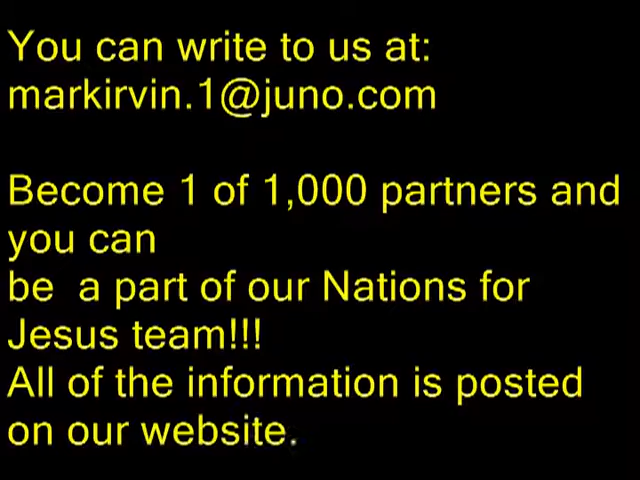 You can write to us at:
markirvin.1@juno.com
Become 1 of 1,000 partners and
you can
be  a part of our Nations for
Jesus team!!!
All of the information is posted
on our website.